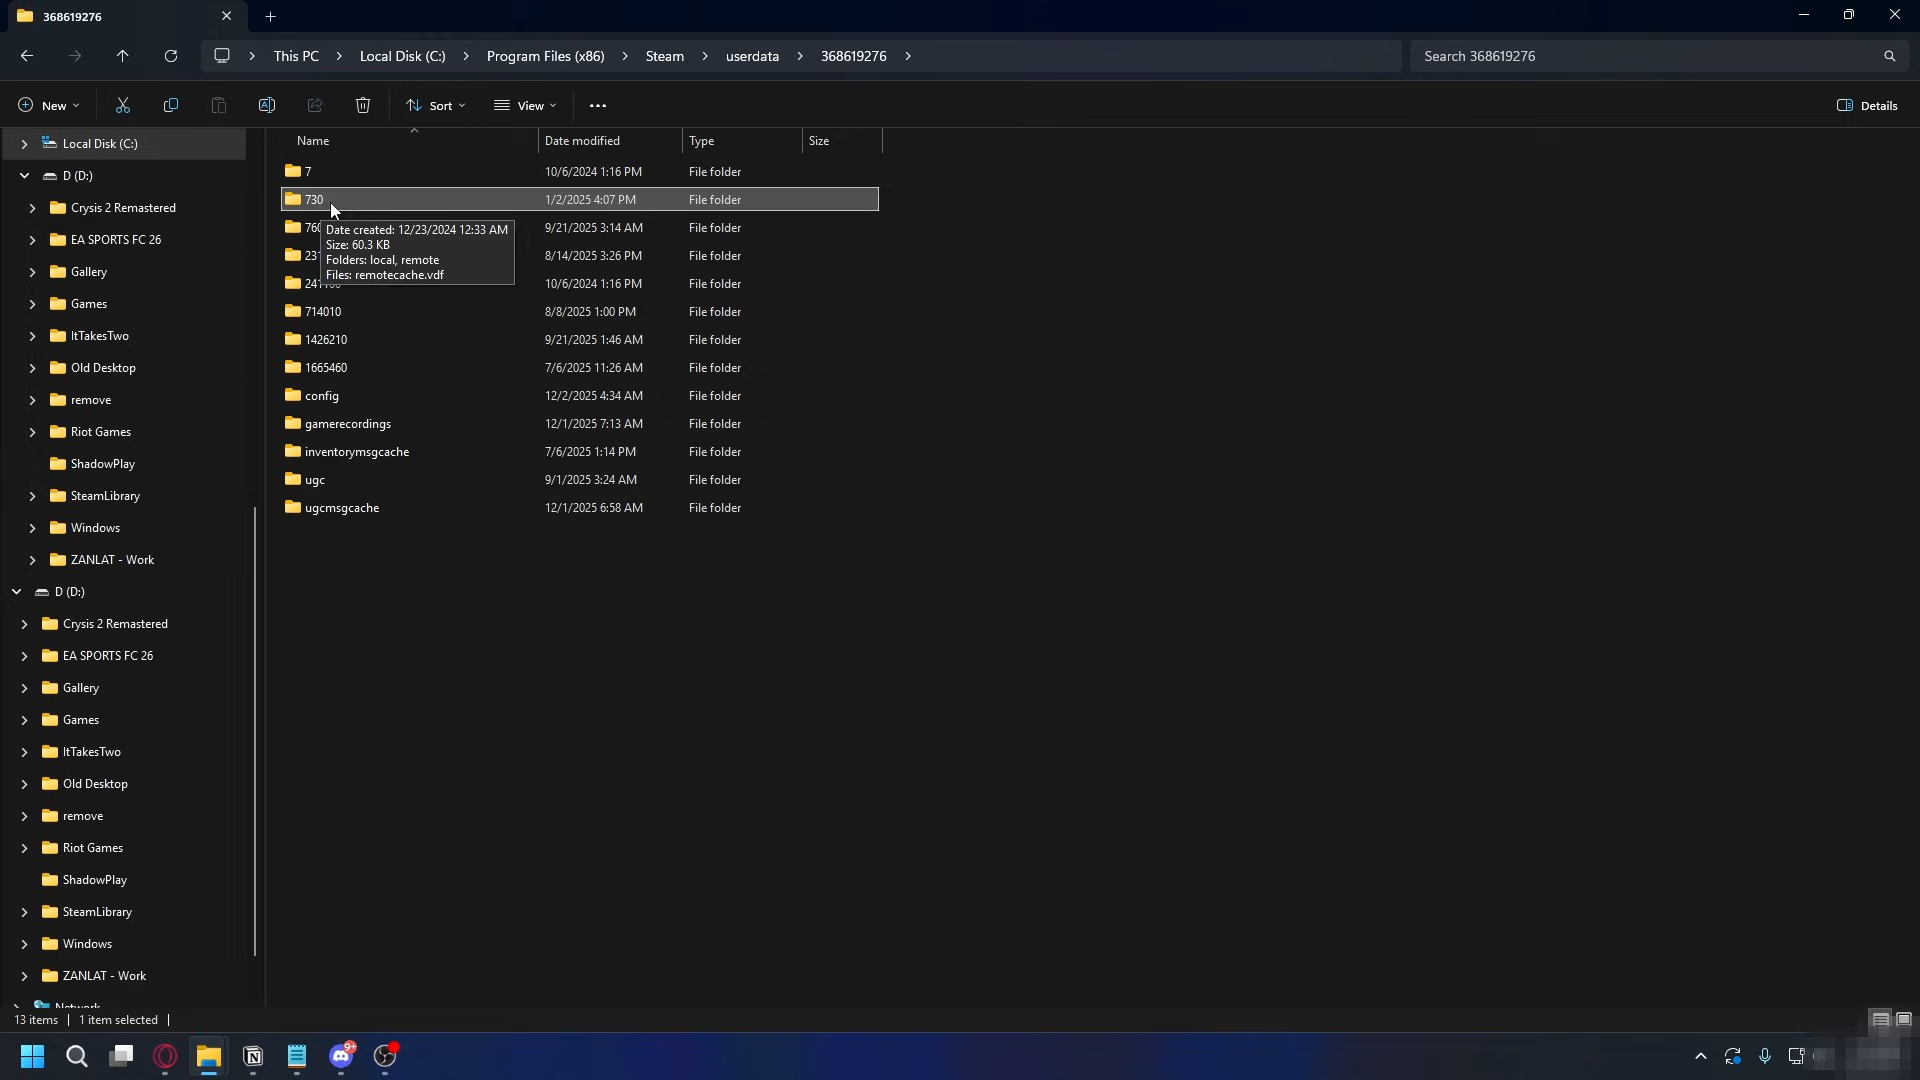 368619276
This PC > Local Disk (C:) > Program Files (x86) > Steam > userdata > 368619276 >
Search 368619276
New
Sort
View
Details
Name Date modified Type Size
7 10/6/2024 1:16 PM File folder
730 1/2/2025 4:07 PM File folder
9/21/2025 3:14 AM File folder
8/14/2025 3:26 PM File folder
10/6/2024 1:16 PM File folder
Date created: 12/23/2024 12:33 AM
Size: 60.3 KB
Folders: local, remote
Files: remotecache.vdf
714010 8/8/2025 1:00 PM File folder
1426210 9/21/2025 1:46 AM File folder
1665460 7/6/2025 11:26 AM File folder
config 12/2/2025 4:34 AM File folder
gamerecordings 12/1/2025 7:13 AM File folder
inventorymsgcache 7/6/2025 1:14 PM File folder
ugc 9/1/2025 3:24 AM File folder
ugcmsgcache 12/1/2025 6:58 AM File folder
Local Disk (C:)
D (D:)
Crysis 2 Remastered
EA SPORTS FC 26
Gallery
Games
ItTakesTwo
Old Desktop
remove
Riot Games
ShadowPlay
SteamLibrary
Windows
ZANLAT - Work
D (D:)
Crysis 2 Remastered
EA SPORTS FC 26
Gallery
Games
ItTakesTwo
Old Desktop
remove
Riot Games
ShadowPlay
SteamLibrary
Windows
ZANLAT - Work
Network
13 items | 1 item selected |
9+